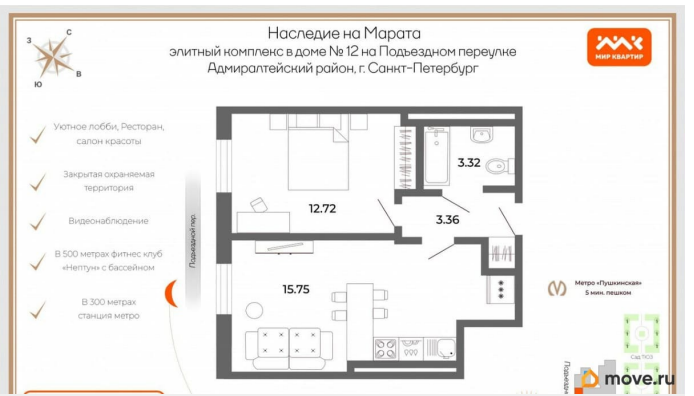 Наследие на Марата
элитный комплекс в доме № 12 на Подъездном переулке
Адмиралтейский район, г. Санкт-Петербург
МИР КВАРТИР
З
С
В
Ю
Уютное лобби, Ресторан,
салон красоты
Закрытая охраняемая
территория
Видеонаблюдение
В 500 метрах фитнес клуб
«Нептун» с бассейном
В 300 метрах
станция метро
Подъездной пер.
12.72
3.32
3.36
15.75
Метро «Пушкинская»
5 мин. пешком
Сад ТЮЗ
Подъездн
move.ru